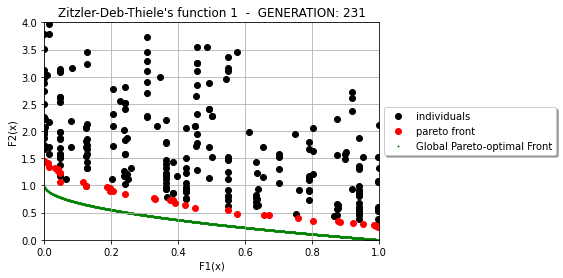 Zitzler-Deb-Thiele's function 1 - GENERATION: 231
F2(x)
4.0
3.5
3.0
2.5
2.0
1.5
1.0
0.5
0.0
0.0 0.2 0.4 0.6 0.8 1.0
F1(x)
individuals
pareto front
Global Pareto-optimal Front